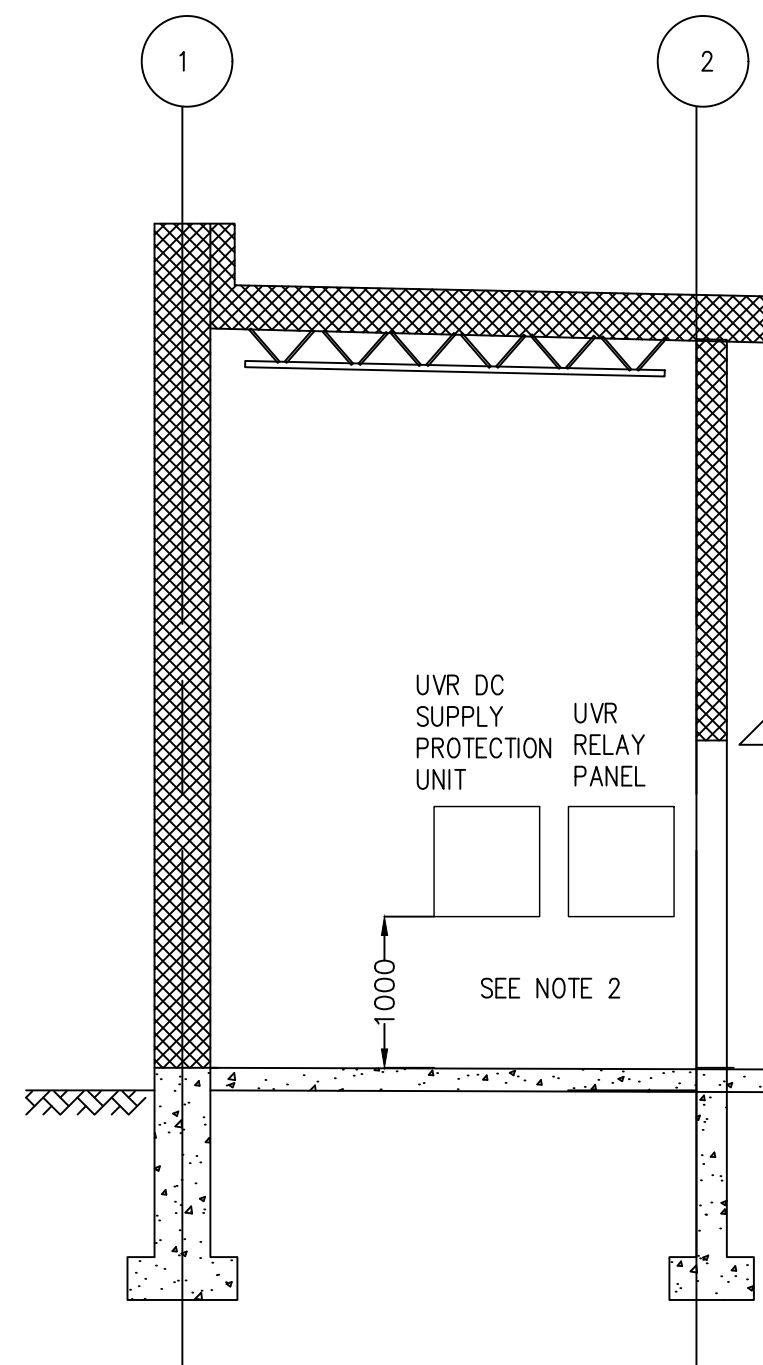 1
2
UVR DC
SUPPLY
PROTECTION
UNIT
UVR
RELAY
PANEL
1000
SEE NOTE 2